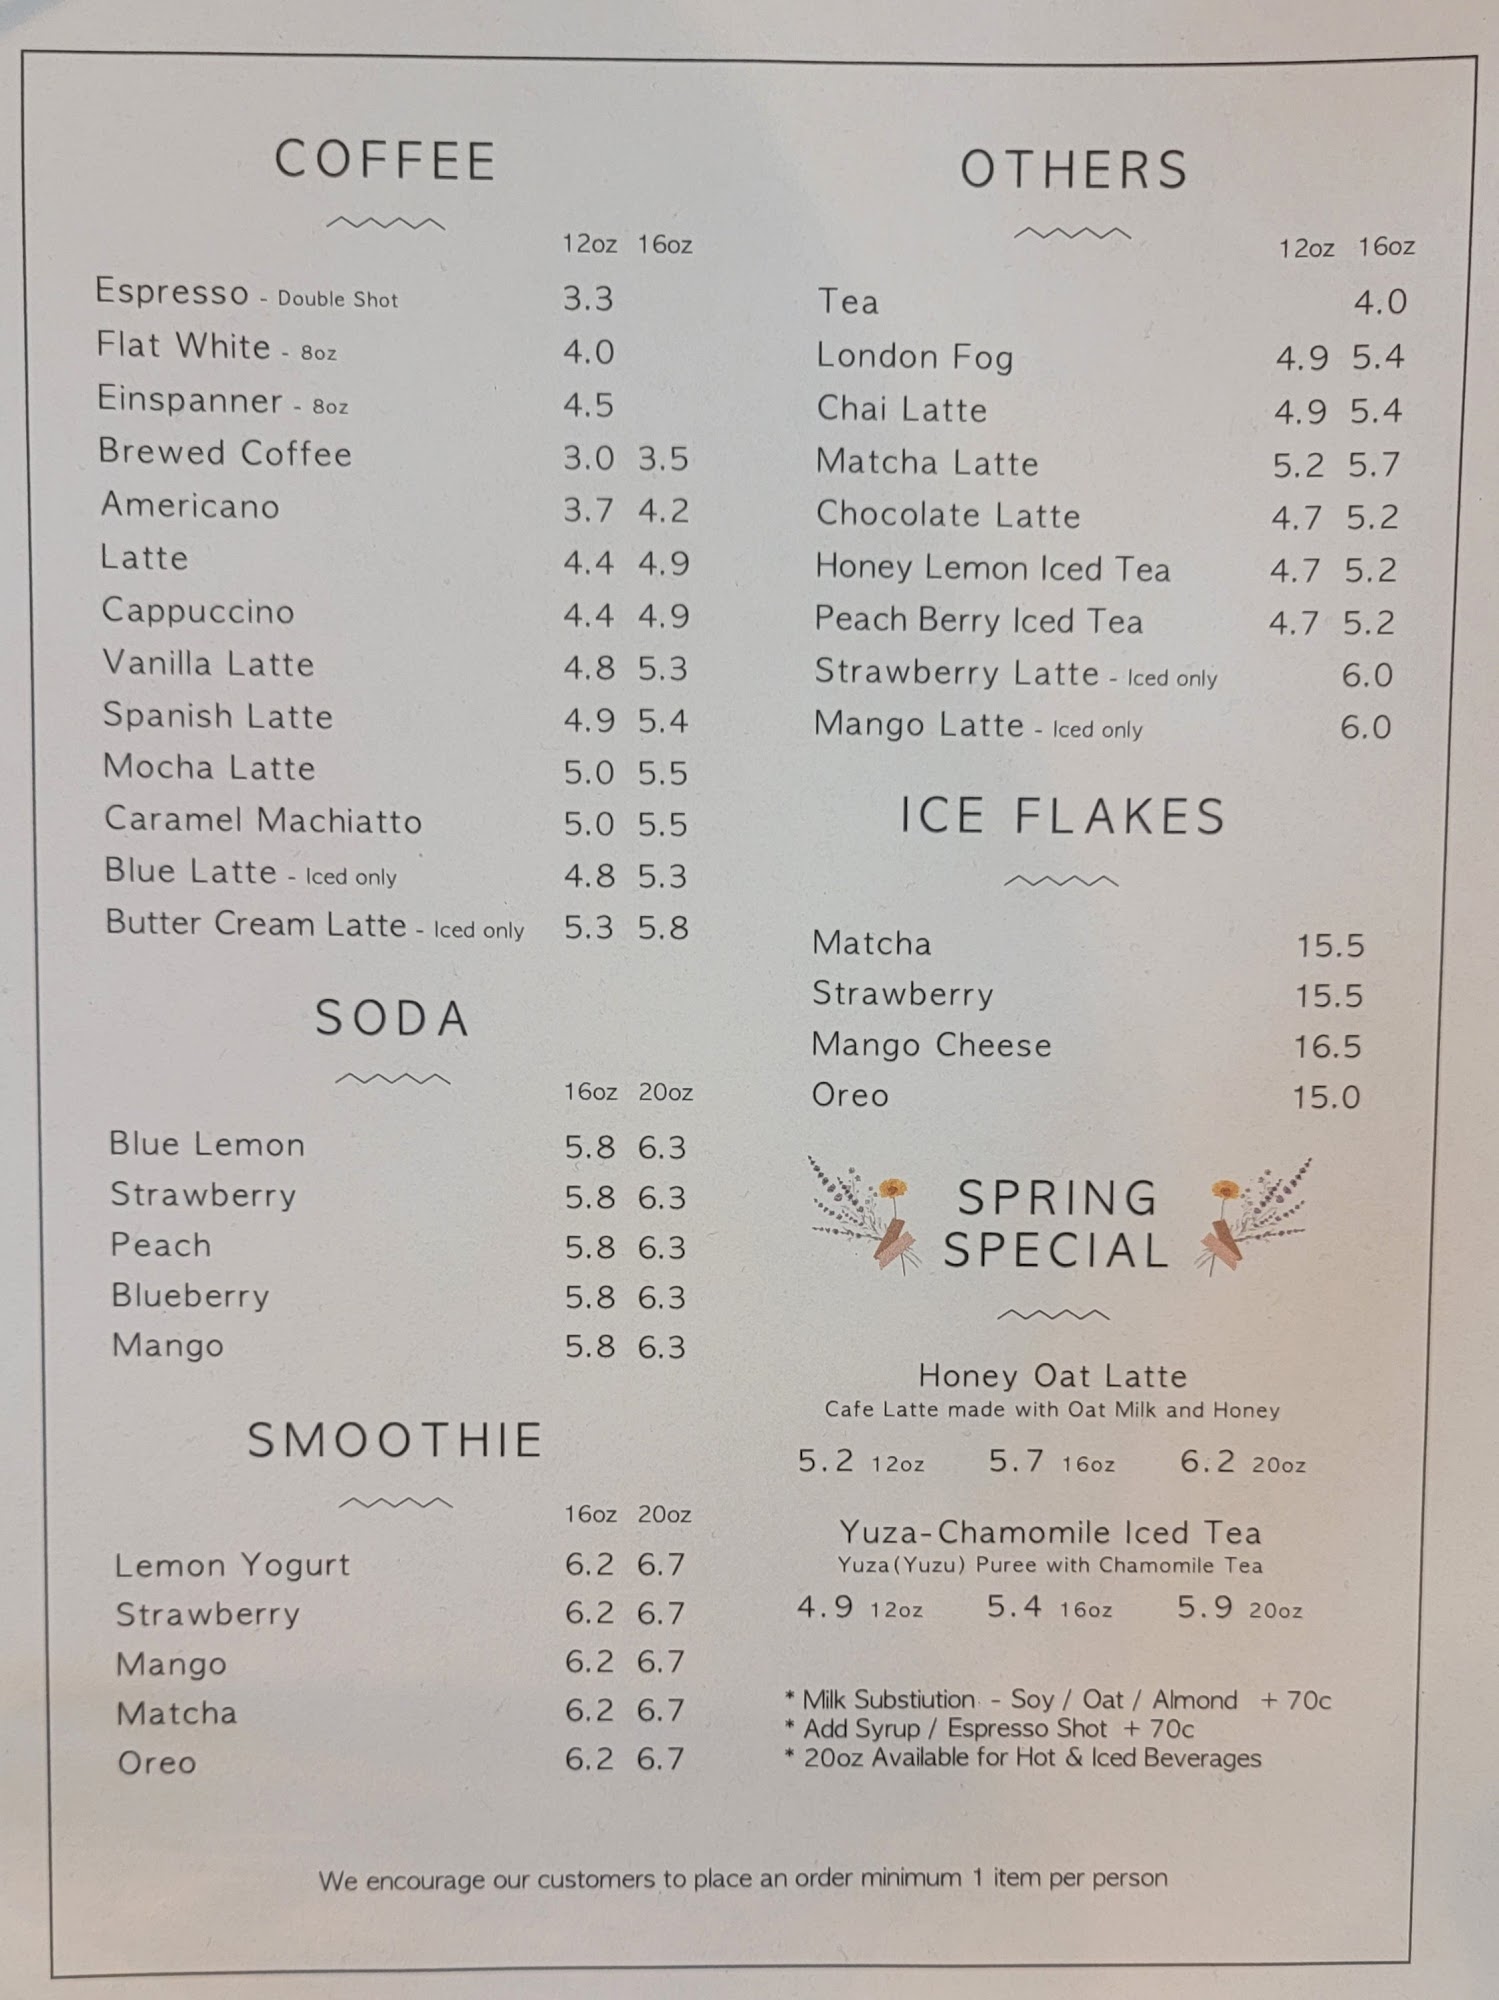 COFFEE
12oz 16oz
Espresso - Double Shot 3.3
Flat White - 8oz 4.0
Einspanner - 8oz 4.5
Brewed Coffee 3.0 3.5
Americano 3.7 4.2
Latte 4.4 4.9
Cappuccino 4.4 4.9
Vanilla Latte 4.8 5.3
Spanish Latte 4.9 5.4
Mocha Latte 5.0 5.5
Caramel Machiatto 5.0 5.5
Blue Latte - Iced only 4.8 5.3
Butter Cream Latte - Iced only 5.3 5.8
SODA
16oz 20oz
Blue Lemon 5.8 6.3
Strawberry 5.8 6.3
Peach 5.8 6.3
Blueberry 5.8 6.3
Mango 5.8 6.3
SMOOTHIE
16oz 20oz
Lemon Yogurt 6.2 6.7
Strawberry 6.2 6.7
Mango 6.2 6.7
Matcha 6.2 6.7
Oreo 6.2 6.7
OTHERS
12oz 16oz
Tea 4.0
London Fog 4.9 5.4
Chai Latte 4.9 5.4
Matcha Latte 5.2 5.7
Chocolate Latte 4.7 5.2
Honey Lemon Iced Tea 4.7 5.2
Peach Berry Iced Tea 4.7 5.2
Strawberry Latte - Iced only 6.0
Mango Latte - Iced only 6.0
ICE FLAKES
Matcha 15.5
Strawberry 15.5
Mango Cheese 16.5
Oreo 15.0
SPRING
SPECIAL
Honey Oat Latte
Cafe Latte made with Oat Milk and Honey
5.2 12oz 5.7 16oz 6.2 20oz
Yuza-Chamomile Iced Tea
Yuza(Yuzu) Puree with Chamomile Tea
4.9 12oz 5.4 16oz 5.9 20oz
* Milk Substiution - Soy / Oat / Almond + 70c
* Add Syrup / Espresso Shot + 70c
* 20oz Available for Hot & Iced Beverages
We encourage our customers to place an order minimum 1 item per person